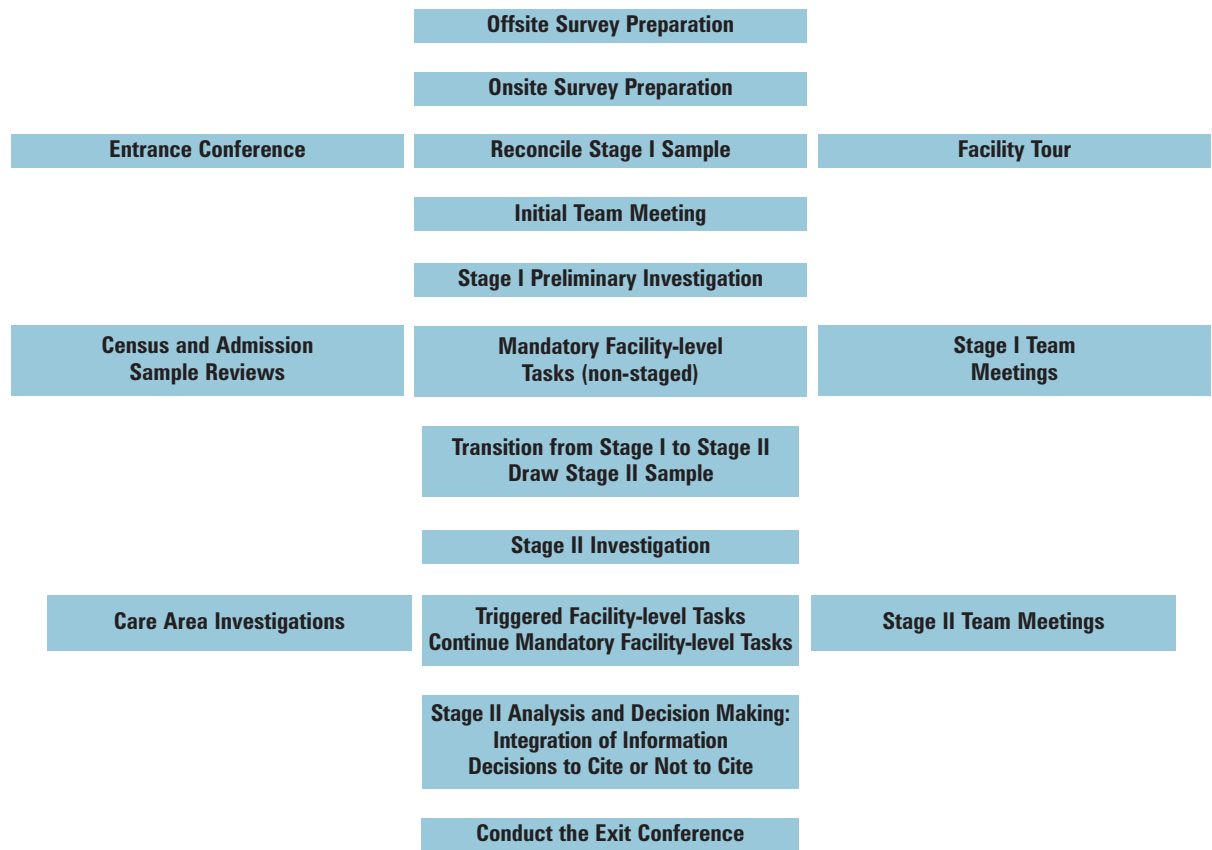 Offsite Survey Preparation
Onsite Survey Preparation
Entrance Conference
Reconcile Stage I Sample
Facility Tour
Initial Team Meeting
Stage I Preliminary Investigation
Census and Admission
Sample Reviews
Mandatory Facility-level
Tasks (non-staged)
Stage I Team
Meetings
Transition from Stage I to Stage II
Draw Stage II Sample
Stage II Investigation
Care Area Investigations
Triggered Facility-level Tasks
Continue Mandatory Facility-level Tasks
Stage II Team Meetings
Stage II Analysis and Decision Making:
Integration of Information
Decisions to Cite or Not to Cite
Conduct the Exit Conference